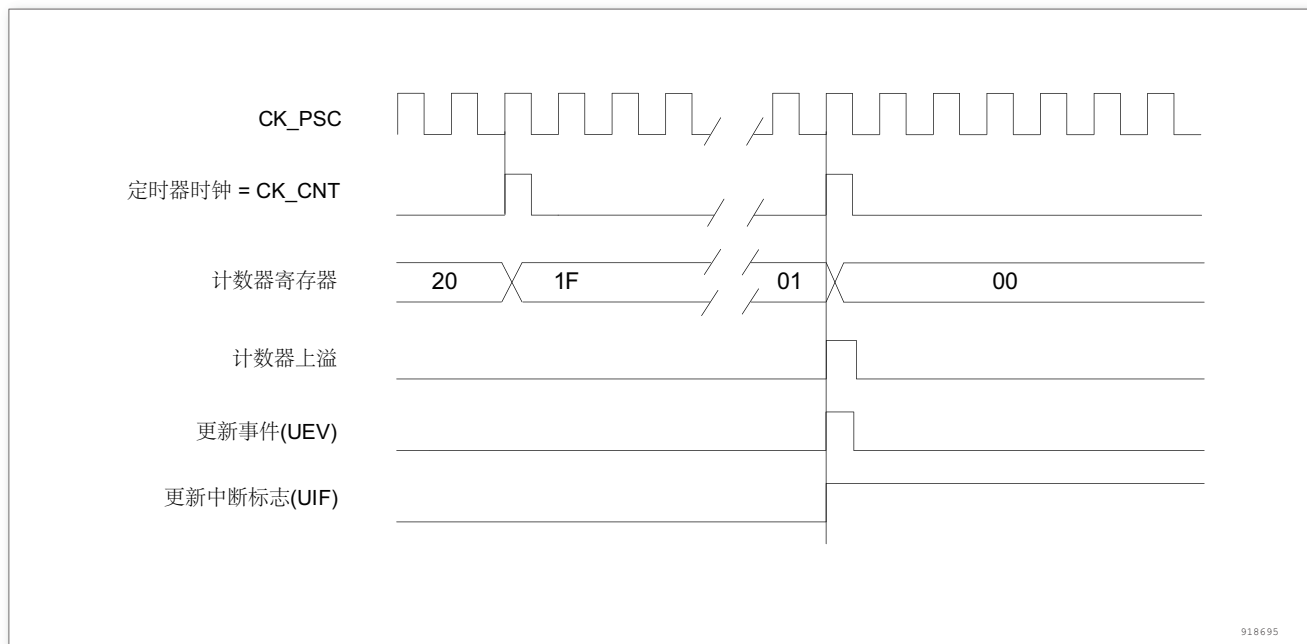 CK_PSC
定时器时钟 = CK_CNT
计数器寄存器 20 1F 01 00
计数器上溢
更新事件(UEV)
更新中断标志(UIF)
918695